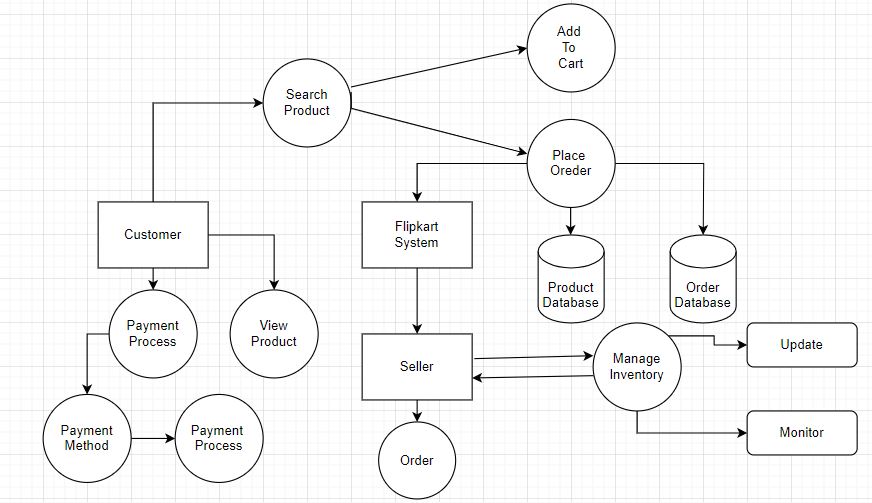 Add
To
Cart
Search
Product
Place
Oreder
Customer
Flipkart
System
Product
Database
Order
Database
Payment
Process
View
Product
Seller
Manage
Inventory
Update
Payment
Method
Payment
Process
Order
Monitor